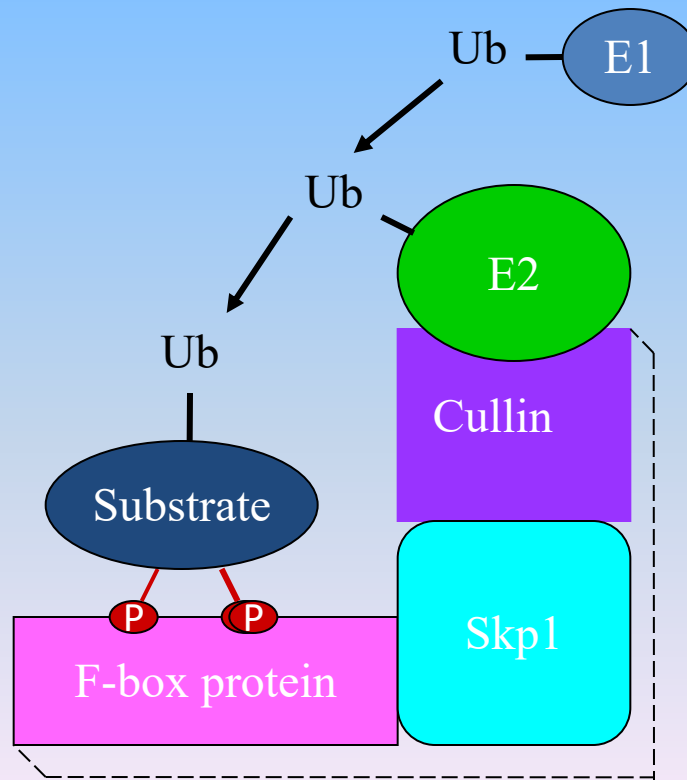 Ub
E1
Ub
E2
Ub
Cullin
Substrate
P
P
Skp1
F-box protein